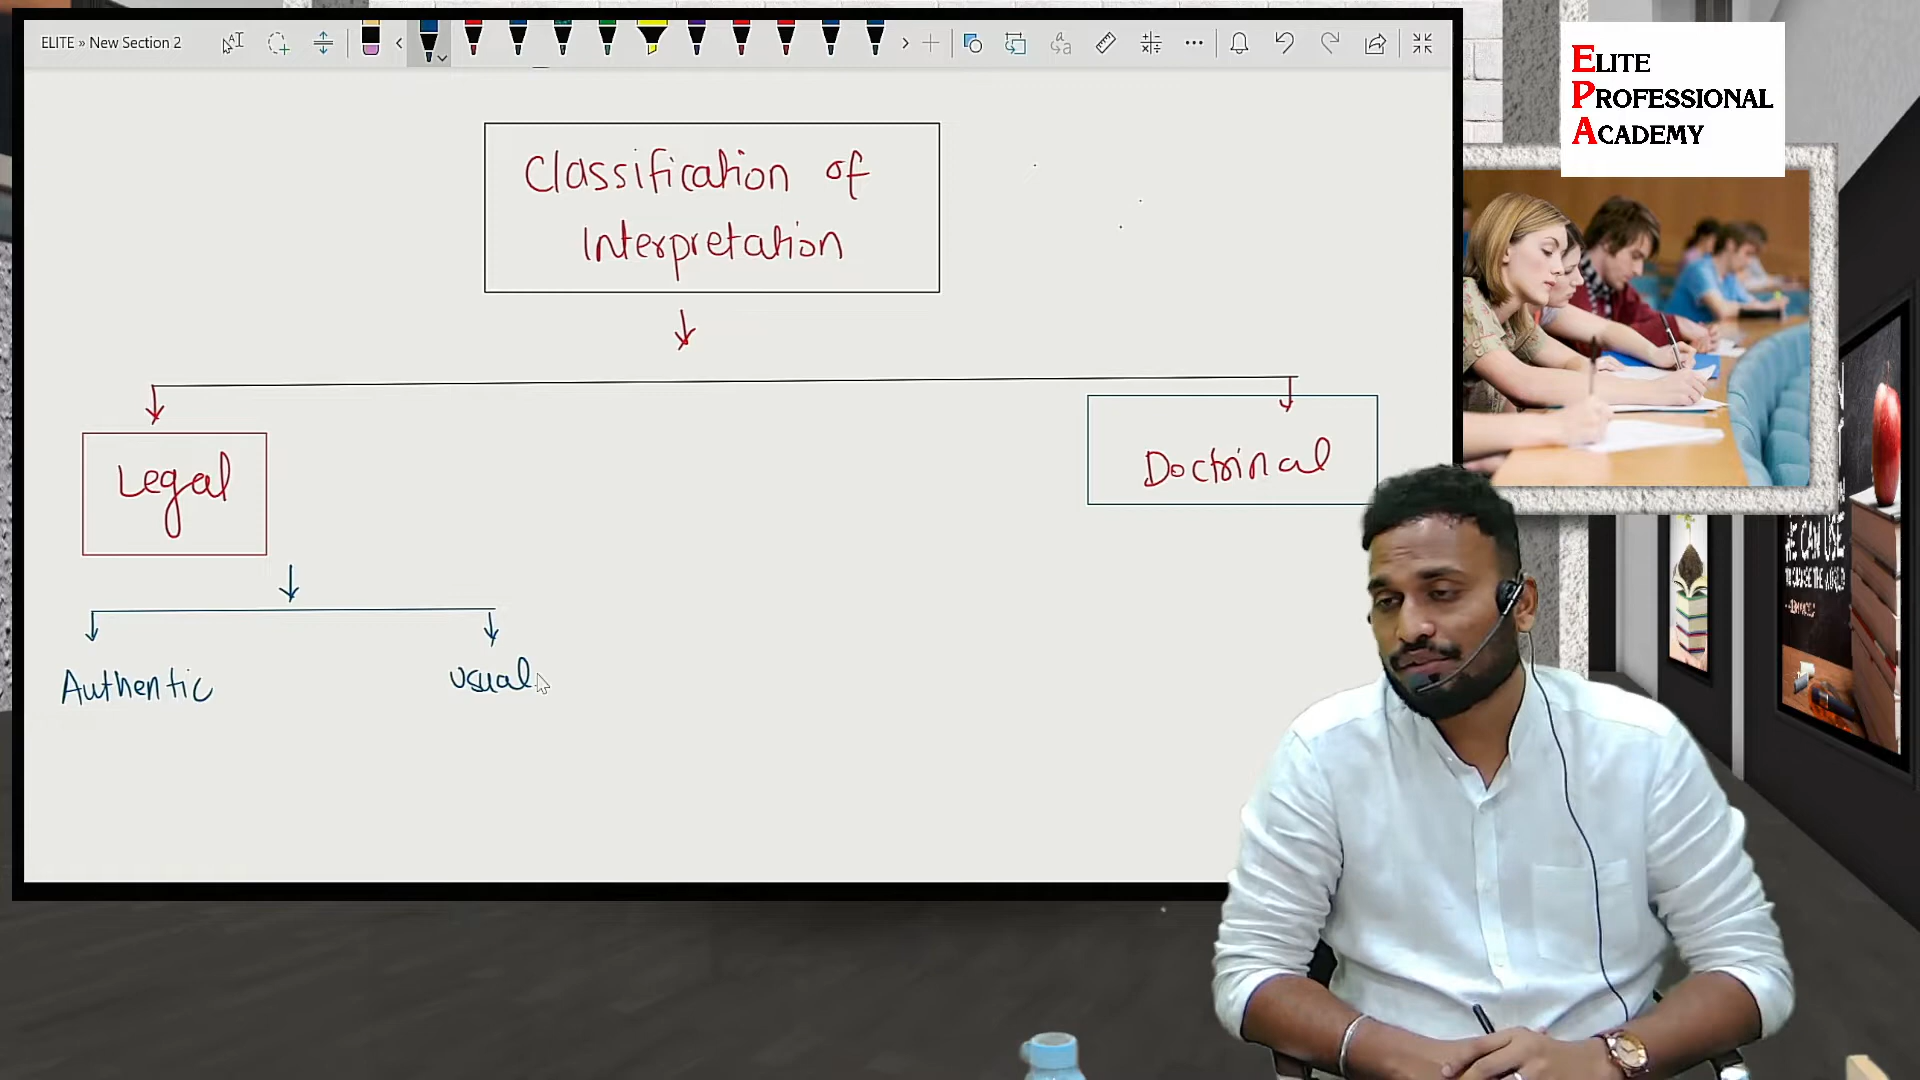 ELITE » New Section 2
ELITE
PROFESSIONAL
ACADEMY
Classification of
Interpretation
Legal
Doctrinal
Authentic
usual